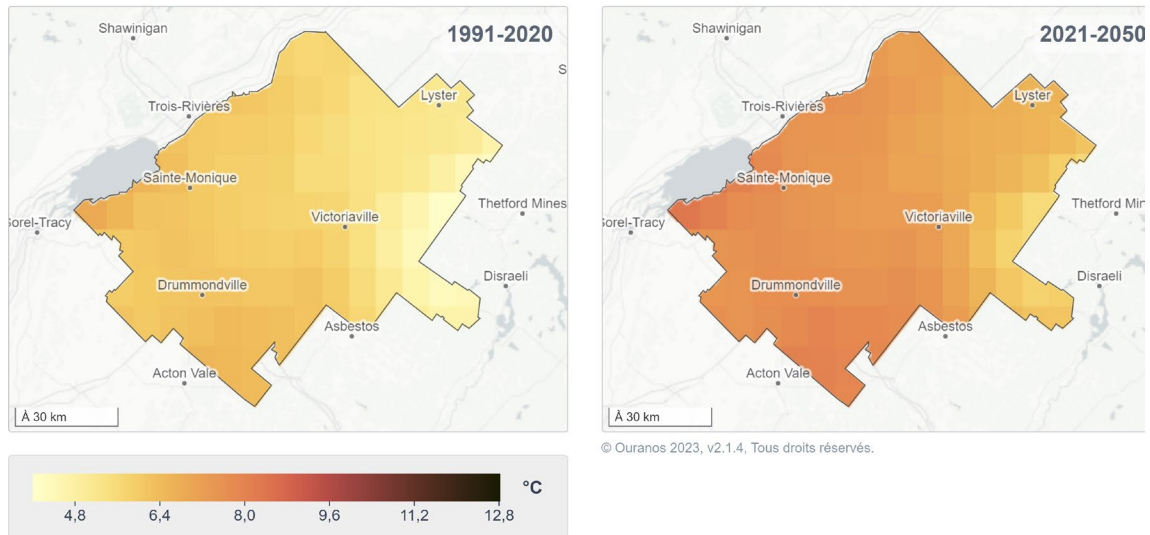 Shawinigan
1991-2020
S
Trois-Rivières
Lyster
Sainte-Monique
Thetford Mines
Sorel-Tracy
Victoriaville
Disraeli
Drummondville
Asbestos
Acton Vale
À 30 km
Shawinigan
2021-2050
Trois-Rivières
Lyster
Sainte-Monique
Thetford Min
Sorel-Tracy
Victoriaville
Disraeli
Drummondville
Asbestos
Acton Vale
À 30 km
© Ouranos 2023, v2.1.4, Tous droits réservés.
°C
4,8 6,4 8,0 9,6 11,2 12,8